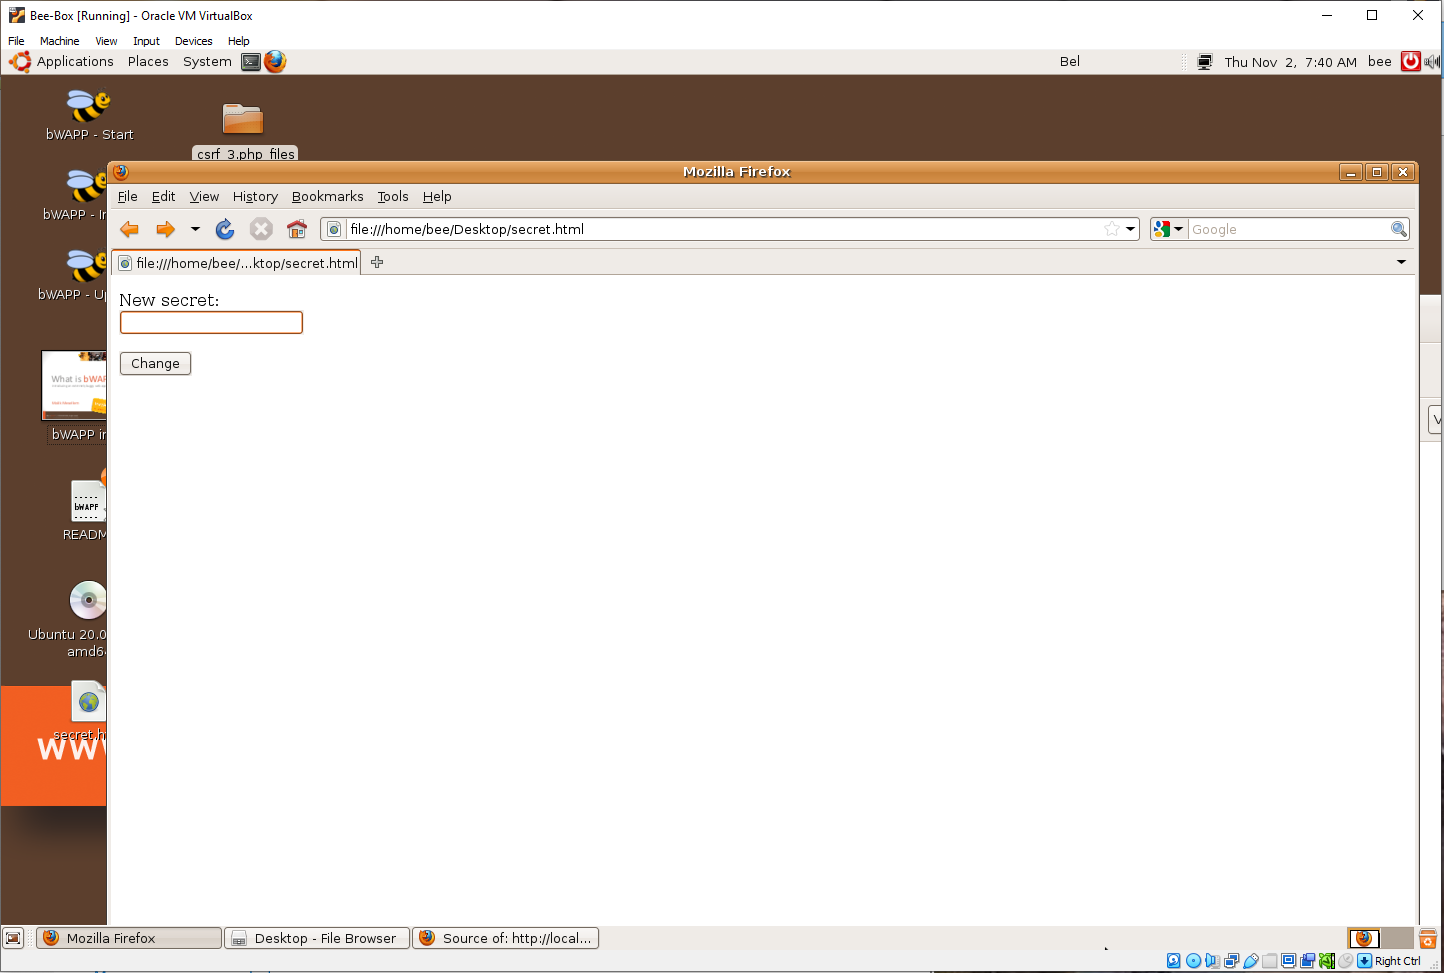 Bee-Box [Running] - Oracle VM VirtualBox
File Machine View Input Devices Help
Applications Places System Bel Thu Nov 2, 7:40 AM bee
bWAPP - Start
csrf_3.php_files
Mozilla Firefox
bWAPP - In
File Edit View History Bookmarks Tools Help
file:///home/bee/Desktop/secret.html Google
file:///home/bee/...ktop/secret.html
bWAPP - Up
New secret:
Change
What is bWAP
bWAPP in
V
bWAPP
READM
Ubuntu 20.0
amd64
secret.h
WWW
Mozilla Firefox Desktop - File Browser Source of: http://local...
Right Ctrl